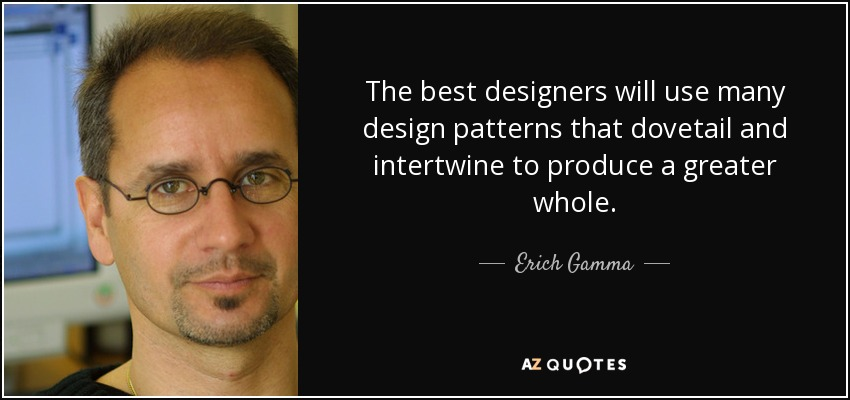 The best designers will use many
design patterns that dovetail and
intertwine to produce a greater
whole.
Erich Gamma
AZ QUOTES